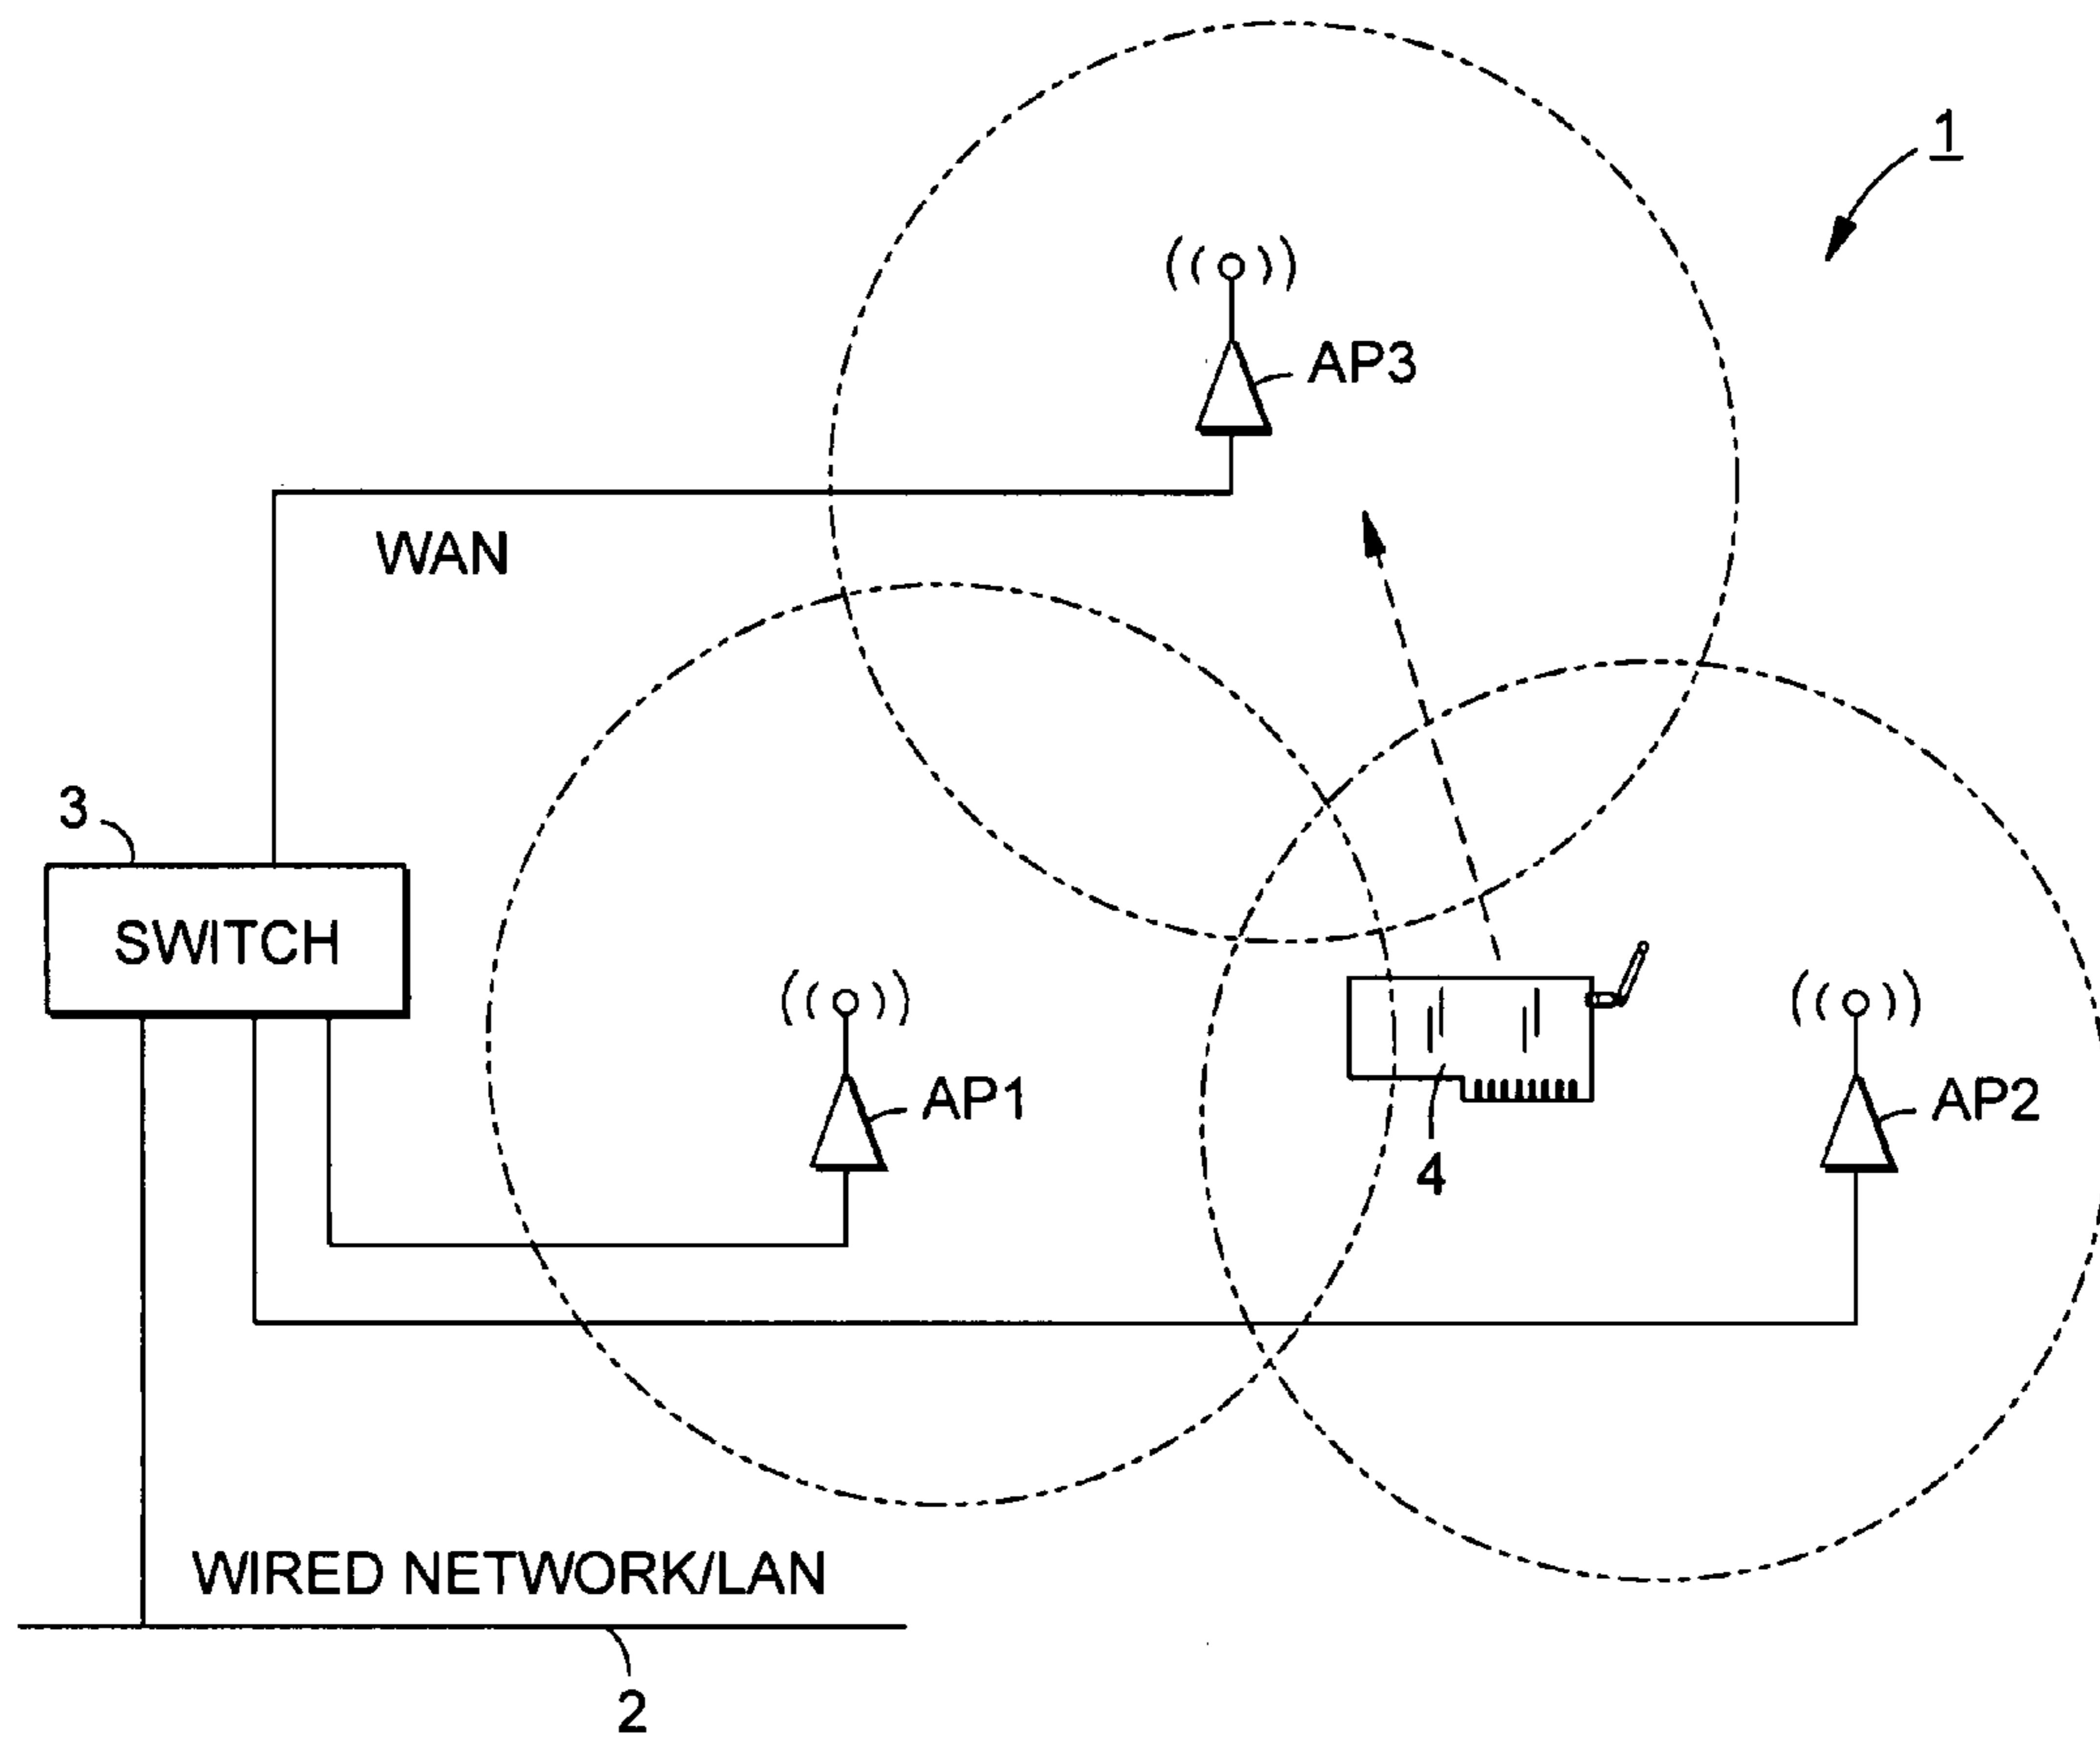 1
AP3
WAN
3
SWITCH
AP1
AP2
4
WIRED NETWORK/LAN
2